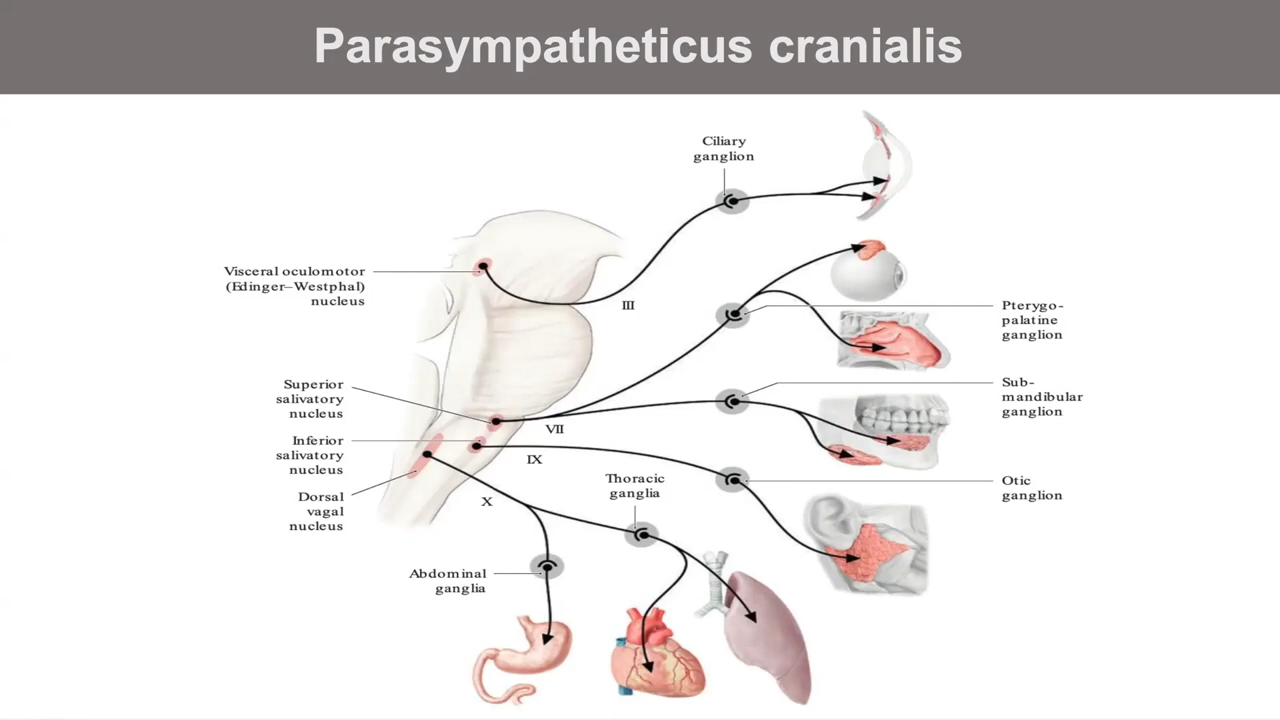 Parasympatheticus cranialis
Ciliary
ganglion
Visceral oculomotor
(Edinger–Westphal)
nucleus
III
Pterygo-
palatine
ganglion
Superior
salivatory
nucleus
Sub-
mandibular
ganglion
VII
Inferior
salivatory
nucleus
IX
Otic
ganglion
Dorsal
vagal
nucleus
X
Thoracic
ganglia
Abdominal
ganglia